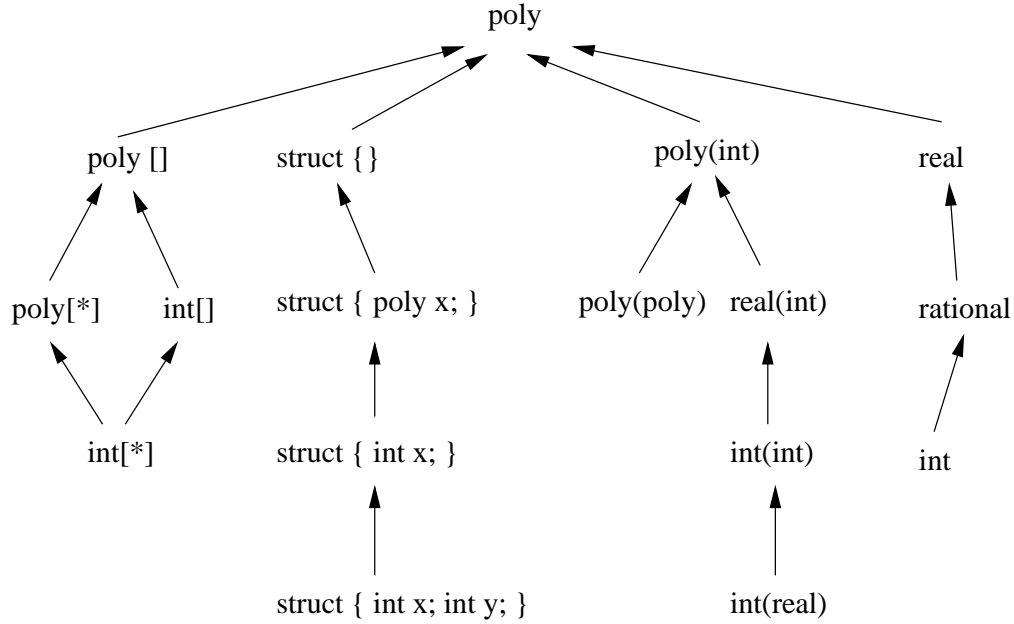 poly
poly [] struct {} poly(int) real
poly[*] int[] struct { poly x; } poly(poly) real(int) rational
int[*] struct { int x; } int(int) int
struct { int x; int y; } int(real)